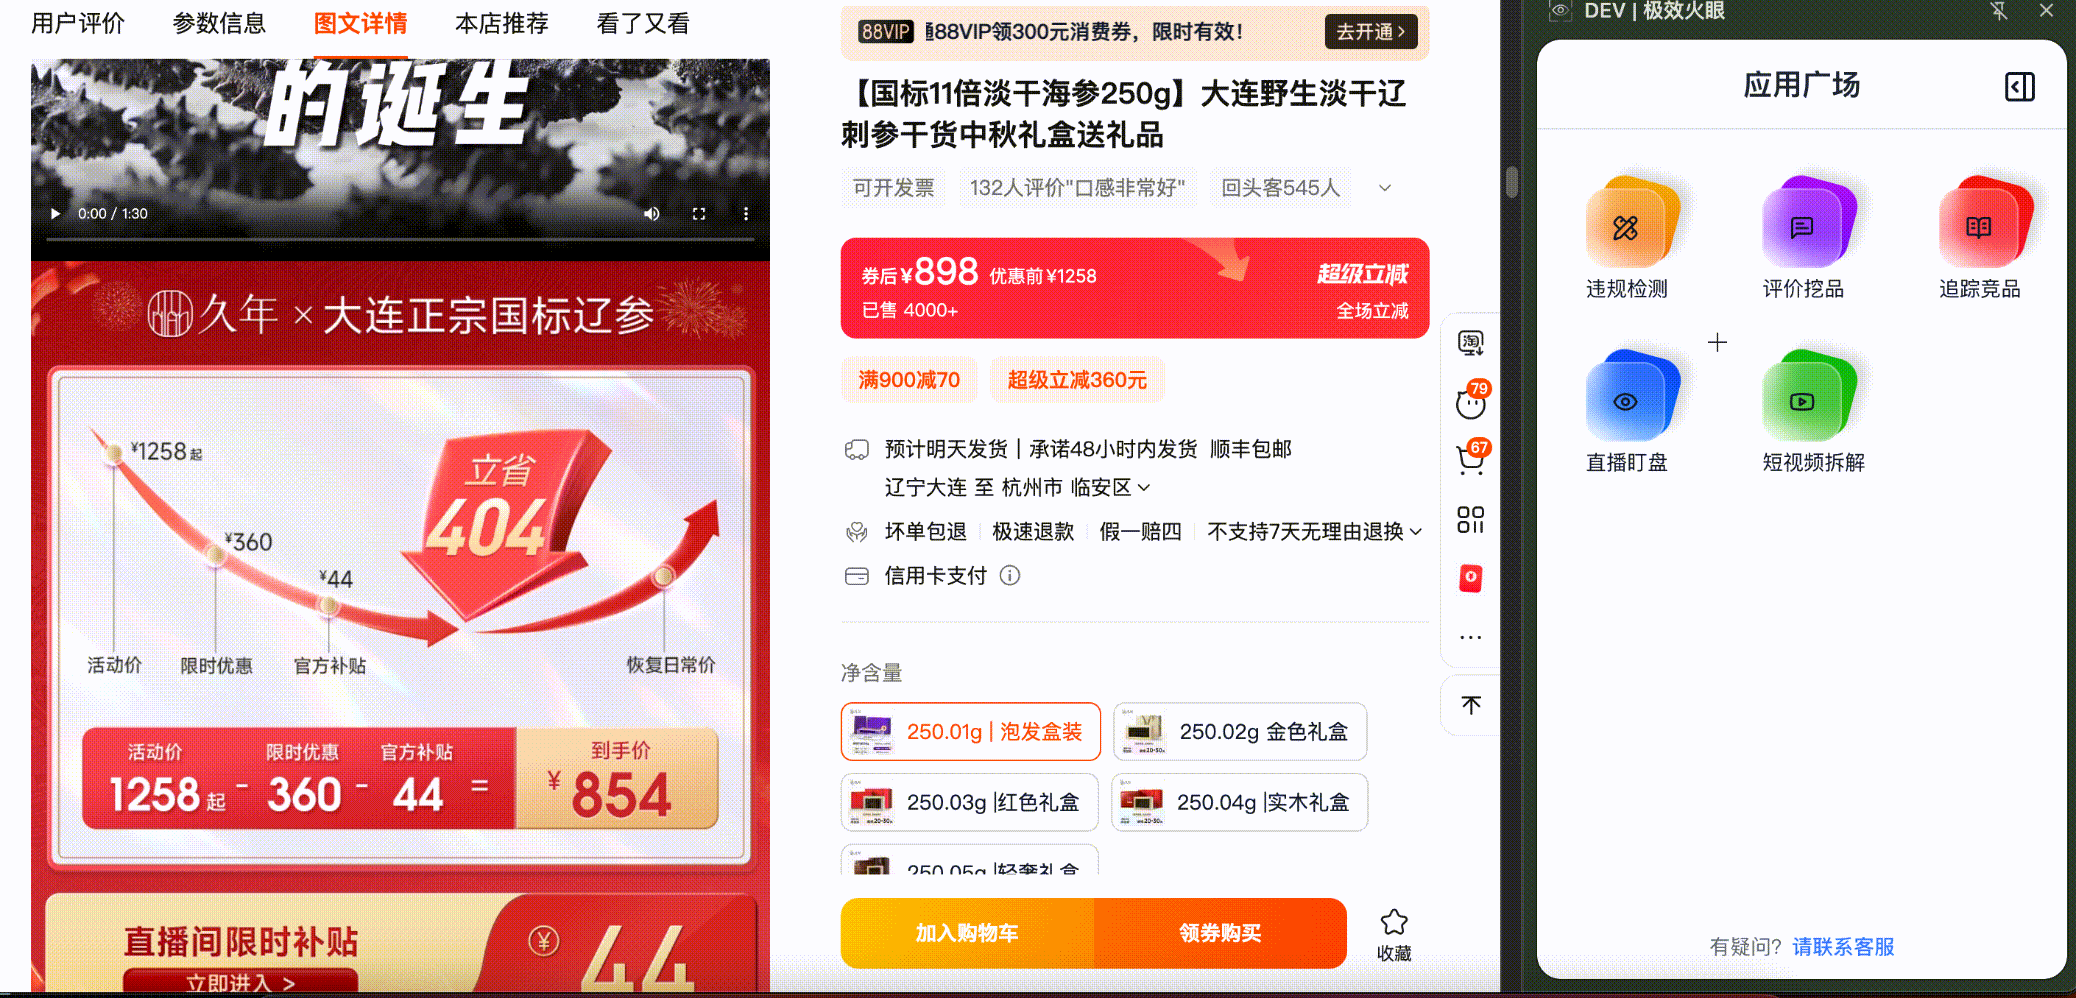 用户评价 参数信息 图文详情 本店推荐 看了又看
的诞生
0:00 / 1:30
久年 × 大连正宗国标辽参
¥1258起
¥360
¥44
立省
404
活动价 限时优惠 官方补贴 恢复日常价
活动价 限时优惠 官方补贴 到手价
1258起 - 360 - 44 = ¥854
直播间限时补贴
立即进入 >
¥ 44
88VIP 88VIP领300元消费券，限时有效！ 去开通 >
【国标11倍淡干海参250g】大连野生淡干辽
刺参干货中秋礼盒送礼品
可开发票 132人评价"口感非常好" 回头客545人
券后¥898 优惠前¥1258 超级立减
已售 4000+ 全场立减
满900减70 超级立减360元
预计明天发货 | 承诺48小时内发货 顺丰包邮
辽宁大连 至 杭州市 临安区
坏单包退 极速退款 假一赔四 不支持7天无理由退换
信用卡支付
净含量
250.01g | 泡发盒装 250.02g 金色礼盒
250.03g |红色礼盒 250.04g |实木礼盒
250.05g |轻奢礼盒
加入购物车 领券购买 收藏
淘
79
67
DEV | 极效火眼
应用广场
违规检测 评价挖品 追踪竞品
直播盯盘 短视频拆解
有疑问? 请联系客服